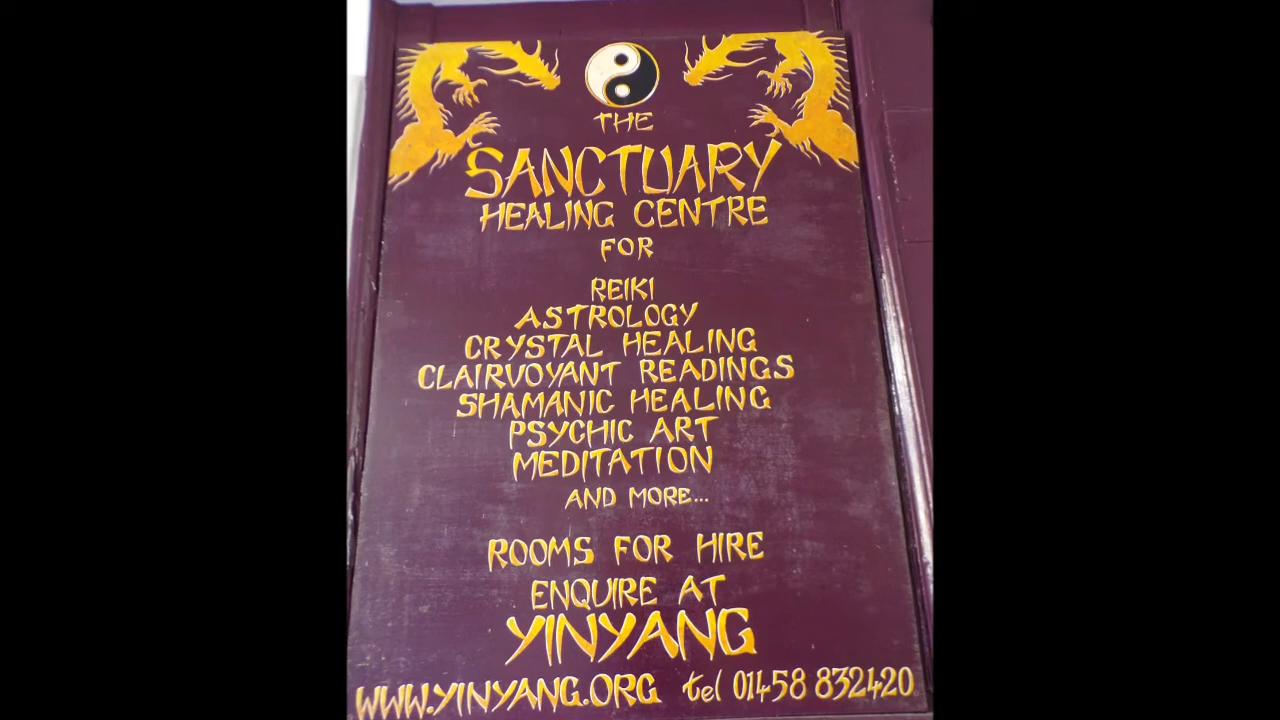 THE
SANCTUARY
HEALING CENTRE
FOR
REIKI
ASTROLOGY
CRYSTAL HEALING
CLAIRVOYANT READINGS
SHAMANIC HEALING
PSYCHIC ART
MEDITATION
AND MORE...
ROOMS FOR HIRE
ENQUIRE AT
YINYANG
WWW.YINYANG.ORG tel 01458 832420